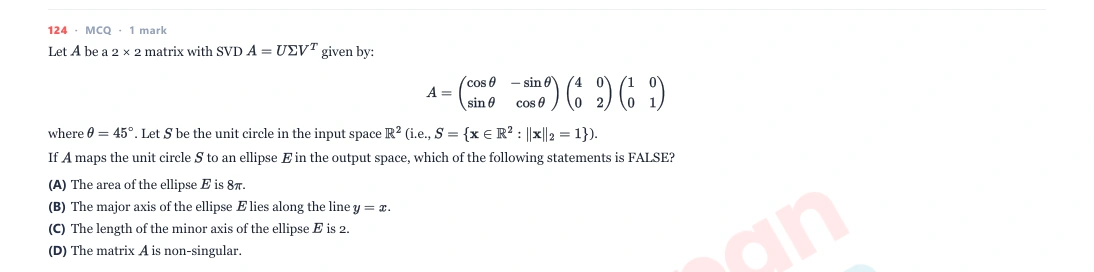 124 · MCQ · 1 mark
Let A be a 2 × 2 matrix with SVD A = UΣVᵀ given by:
A = (cos θ −sin θ; sin θ cos θ) (4 0; 0 2) (1 0; 0 1)
where θ = 45°. Let S be the unit circle in the input space ℝ² (i.e., S = {x ∈ ℝ² : ‖x‖₂ = 1}).
If A maps the unit circle S to an ellipse E in the output space, which of the following statements is FALSE?
(A) The area of the ellipse E is 8π.
(B) The major axis of the ellipse E lies along the line y = x.
(C) The length of the minor axis of the ellipse E is 2.
(D) The matrix A is non-singular.